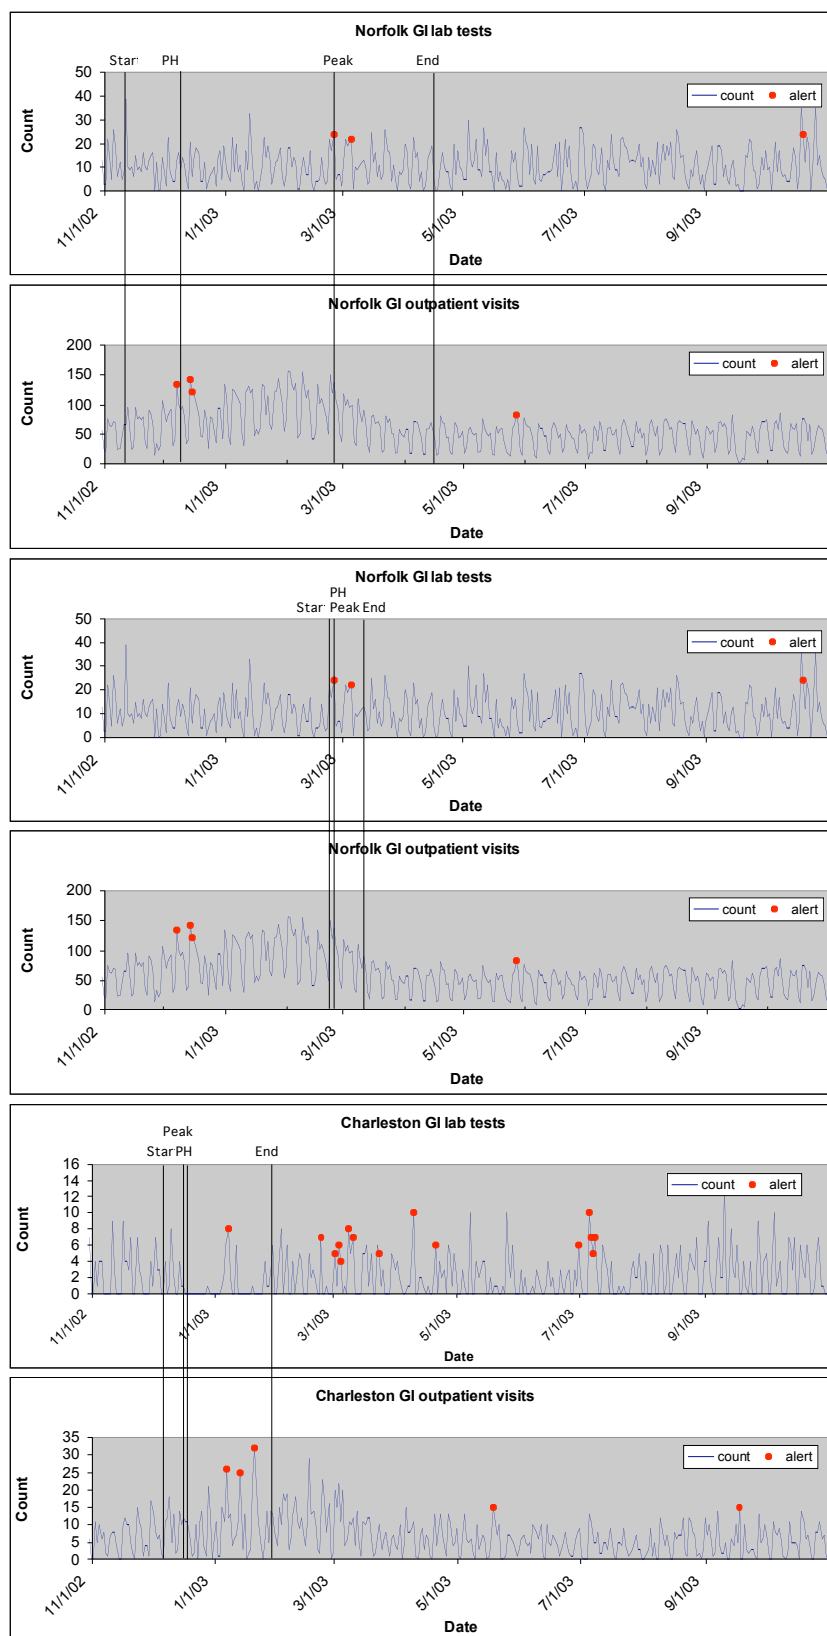 Norfolk GI lab tests
Start PH Peak End
50
40
30
20
10
0
Count
count alert
11/1/02 1/1/03 3/1/03 5/1/03 7/1/03 9/1/03
Date
Norfolk GI outpatient visits
200
150
100
50
0
Count
count alert
11/1/02 1/1/03 3/1/03 5/1/03 7/1/03 9/1/03
Date
Norfolk GI lab tests
PH
Start Peak End
50
40
30
20
10
0
Count
count alert
11/1/02 1/1/03 3/1/03 5/1/03 7/1/03 9/1/03
Date
Norfolk GI outpatient visits
200
150
100
50
0
Count
count alert
11/1/02 1/1/03 3/1/03 5/1/03 7/1/03 9/1/03
Date
Charleston GI lab tests
Peak
Start PH End
16
14
12
10
8
6
4
2
0
Count
count alert
11/1/02 1/1/03 3/1/03 5/1/03 7/1/03 9/1/03
Date
Charleston GI outpatient visits
35
30
25
20
15
10
5
0
Count
count alert
11/1/02 1/1/03 3/1/03 5/1/03 7/1/03 9/1/03
Date